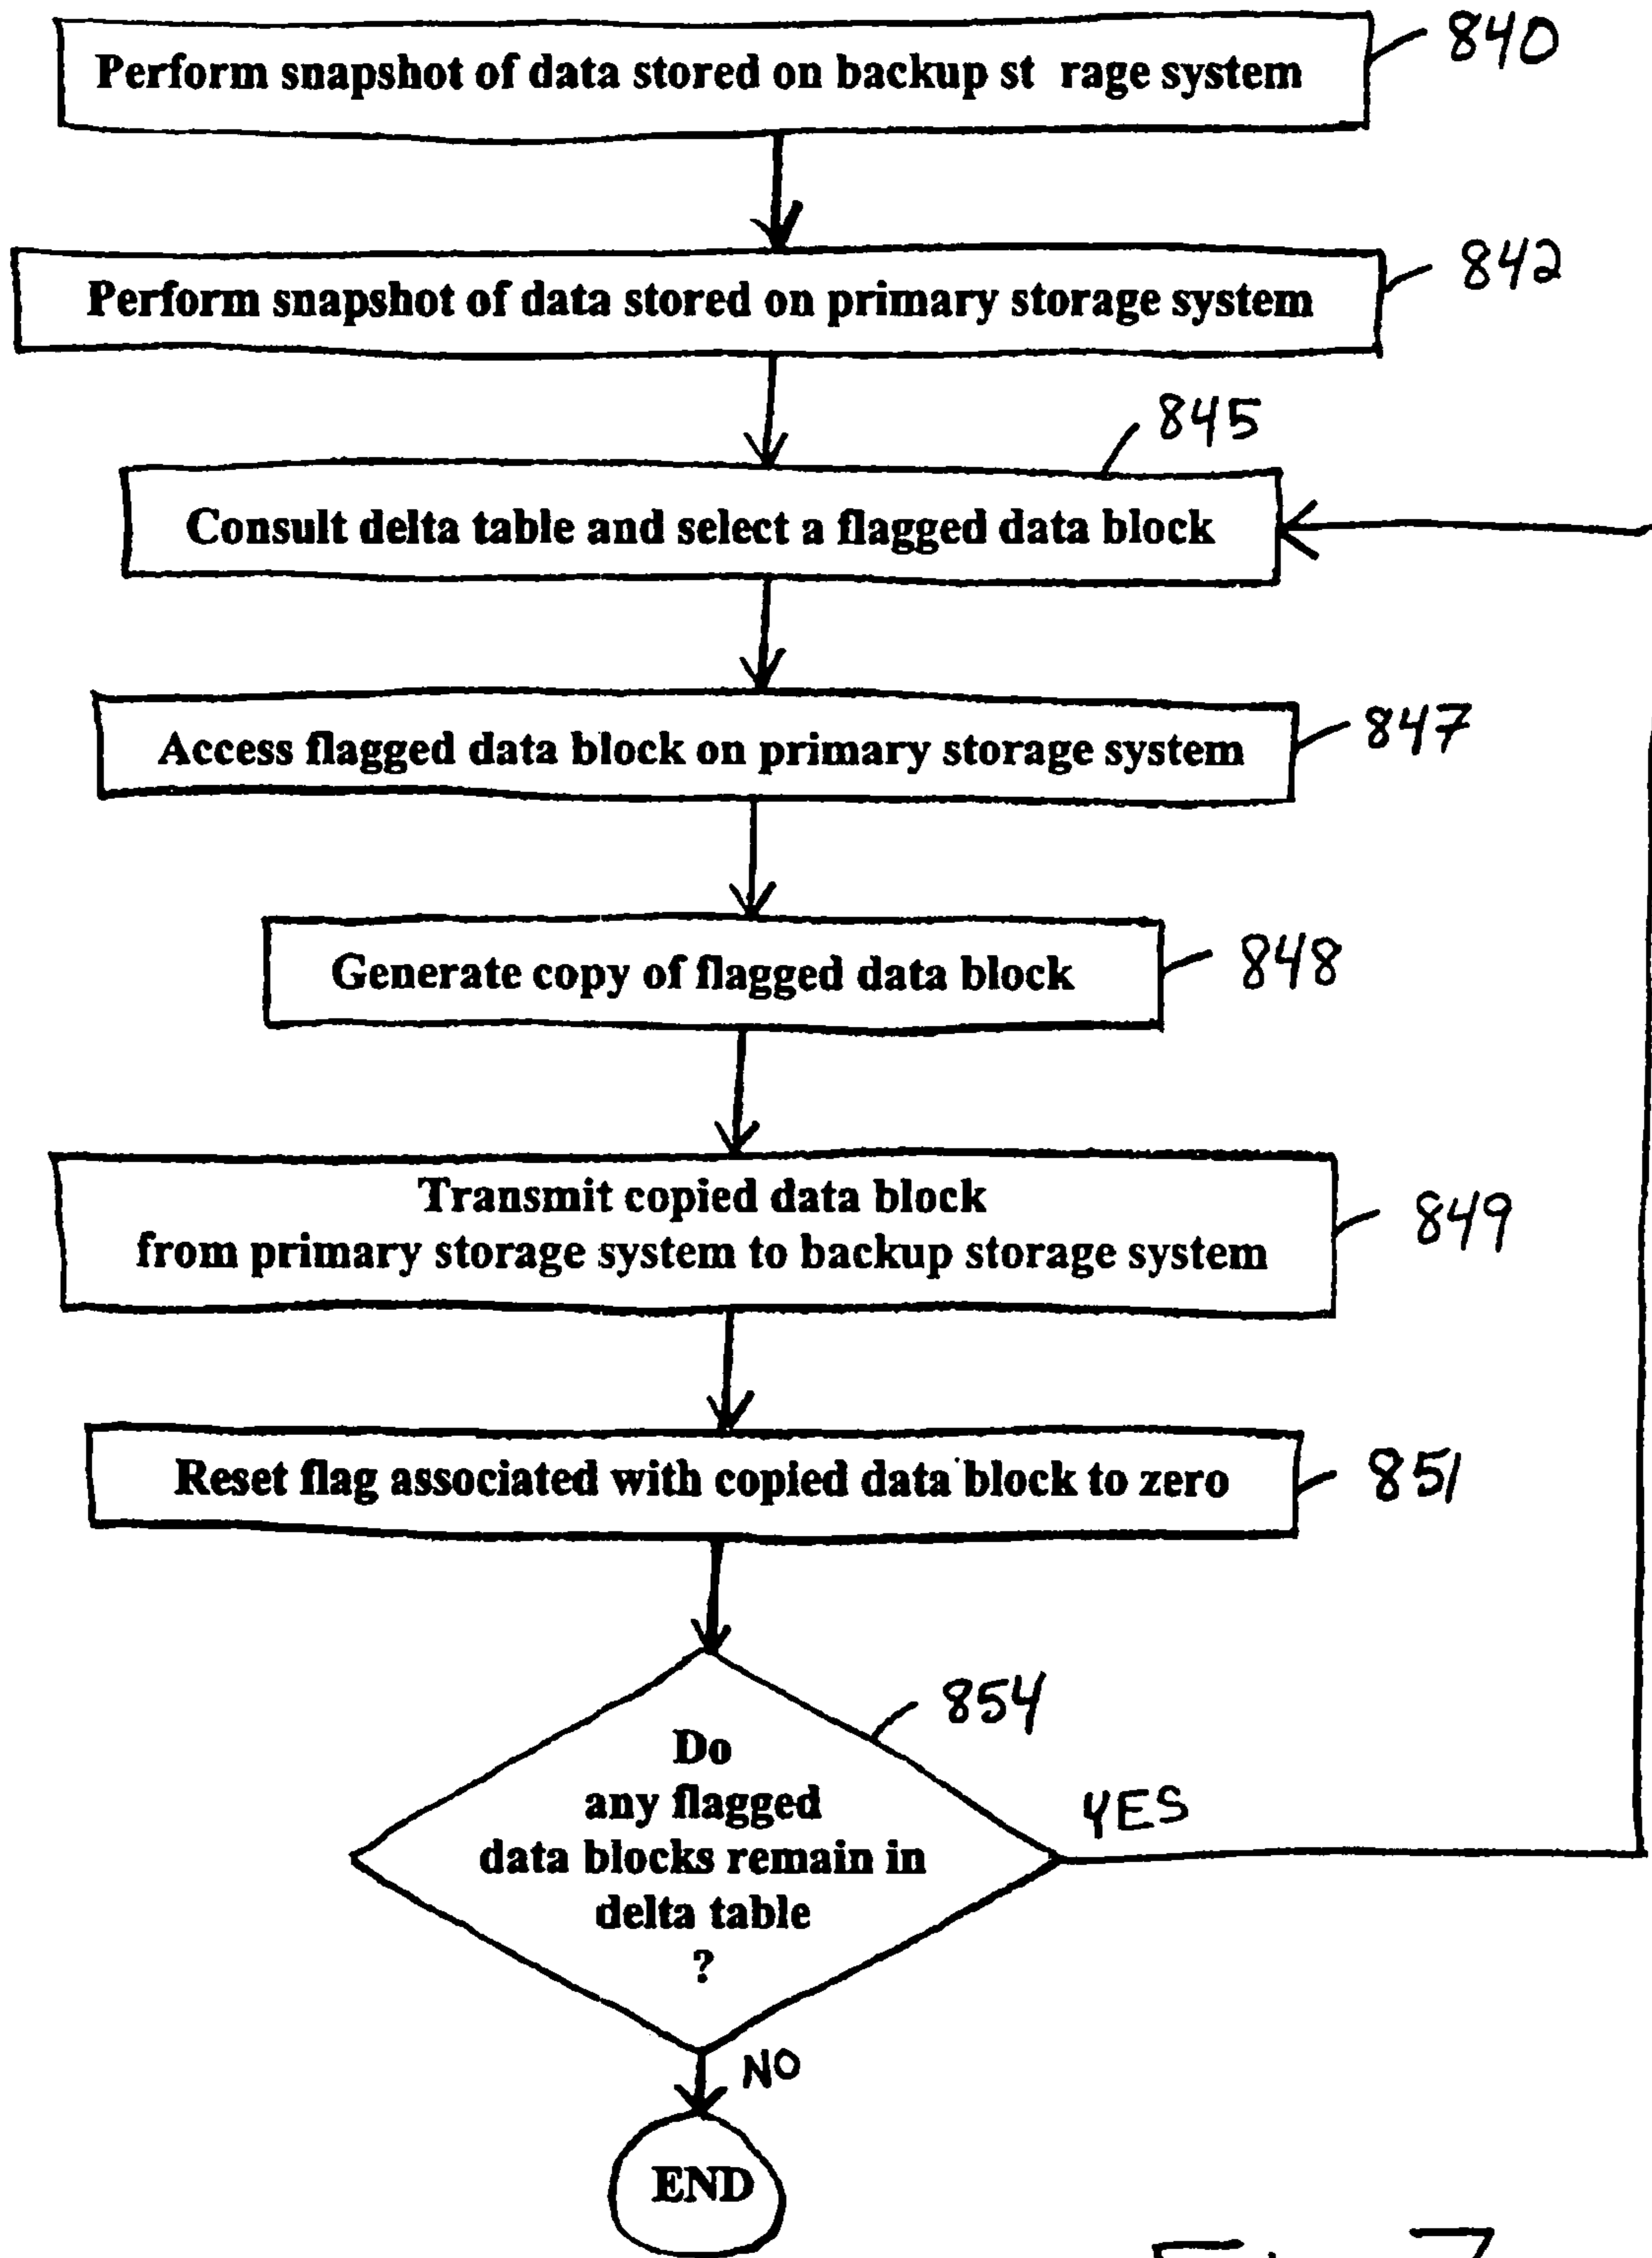 Perform snapshot of data stored on backup st rage system
840
Perform snapshot of data stored on primary storage system
842
845
Consult delta table and select a flagged data block
Access flagged data block on primary storage system
847
Generate copy of flagged data block
848
Transmit copied data block
from primary storage system to backup storage system
849
Reset flag associated with copied data block to zero
851
854
Do
any flagged
data blocks remain in
delta table
?
YES
NO
END